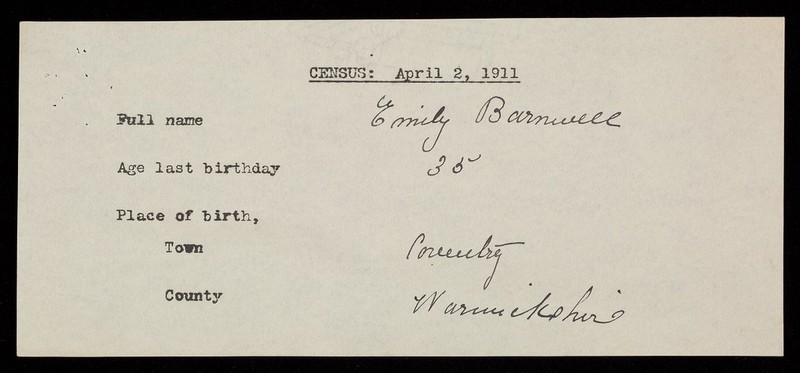 CENSUS: April 2, 1911
Full name Emily Barnwell
Age last birthday 35
Place of birth,
Town Coventry
County Warwickshire